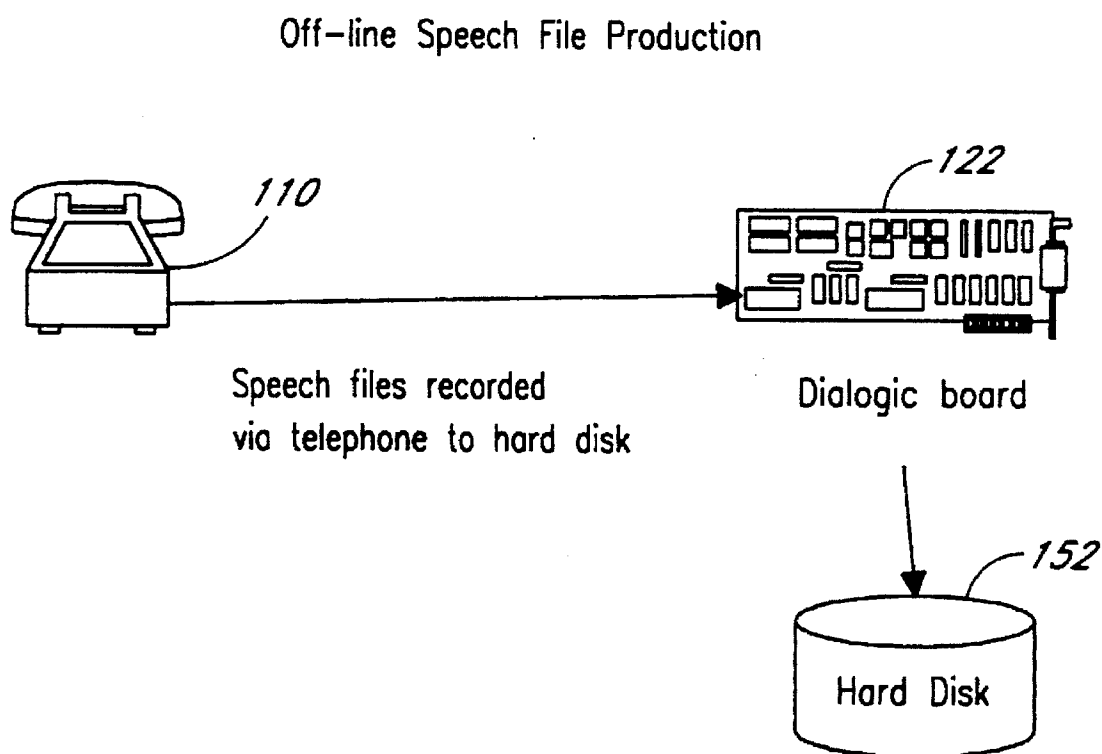 Off-line Speech File Production
110
122
Speech files recorded
via telephone to hard disk
Dialogic board
152
Hard Disk